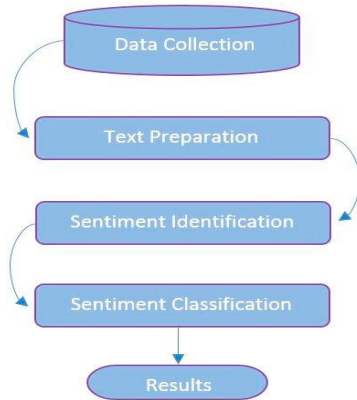 Data Collection
Text Preparation
Sentiment Identification
Sentiment Classification
Results